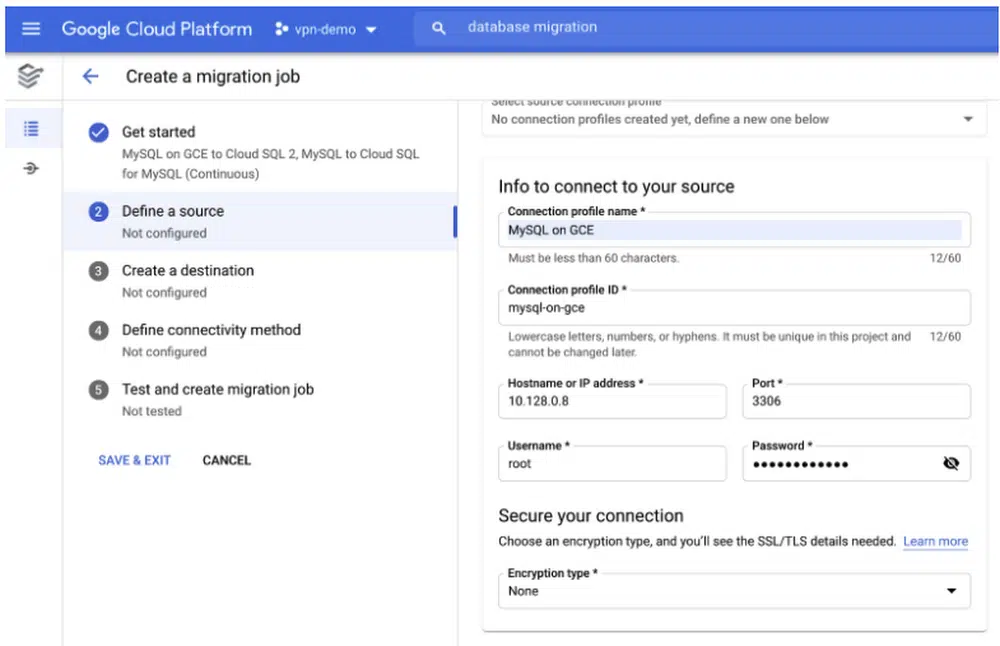 Google Cloud Platform
vpn-demo
database migration
Create a migration job
Get started
MySQL on GCE to Cloud SQL 2, MySQL to Cloud SQL
for MySQL (Continuous)
2
Define a source
Not configured
3
Create a destination
Not configured
4
Define connectivity method
Not configured
5
Test and create migration job
Not tested
SAVE & EXIT
CANCEL
Select source connection profile
No connection profiles created yet, define a new one below
Info to connect to your source
Connection profile name *
MySQL on GCE
Must be less than 60 characters.
12/60
Connection profile ID *
mysql-on-gce
Lowercase letters, numbers, or hyphens. It must be unique in this project and
cannot be changed later.
12/60
Hostname or IP address *
10.128.0.8
Port *
3306
Username *
root
Password *
••••••••••••
Secure your connection
Choose an encryption type, and you'll see the SSL/TLS details needed. Learn more
Encryption type *
None